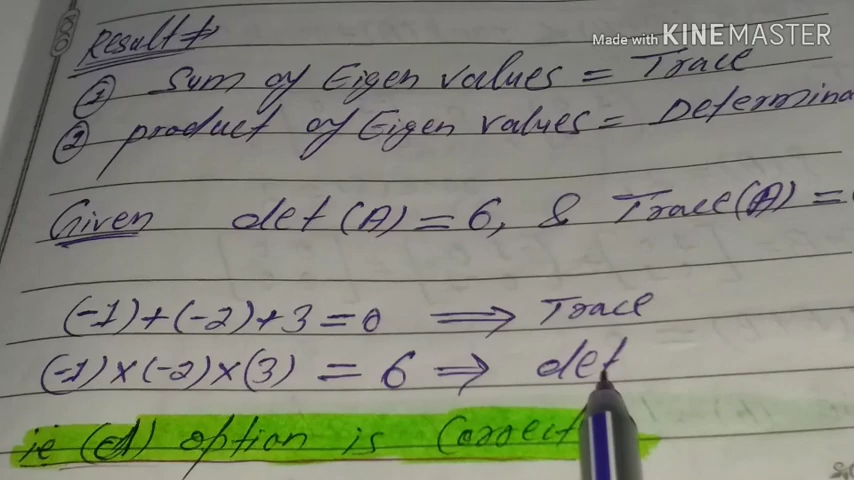 Made with KINEMASTER
Result⇒
① Sum of Eigen values = Trace
② product of Eigen values = Determina
Given det (A) = 6, & Trace(A) =
(-1)+(-2)+3=0 ⟹ Trace
(-1)×(-2)×(3) = 6 ⟹ det
ie (A) option is Correct